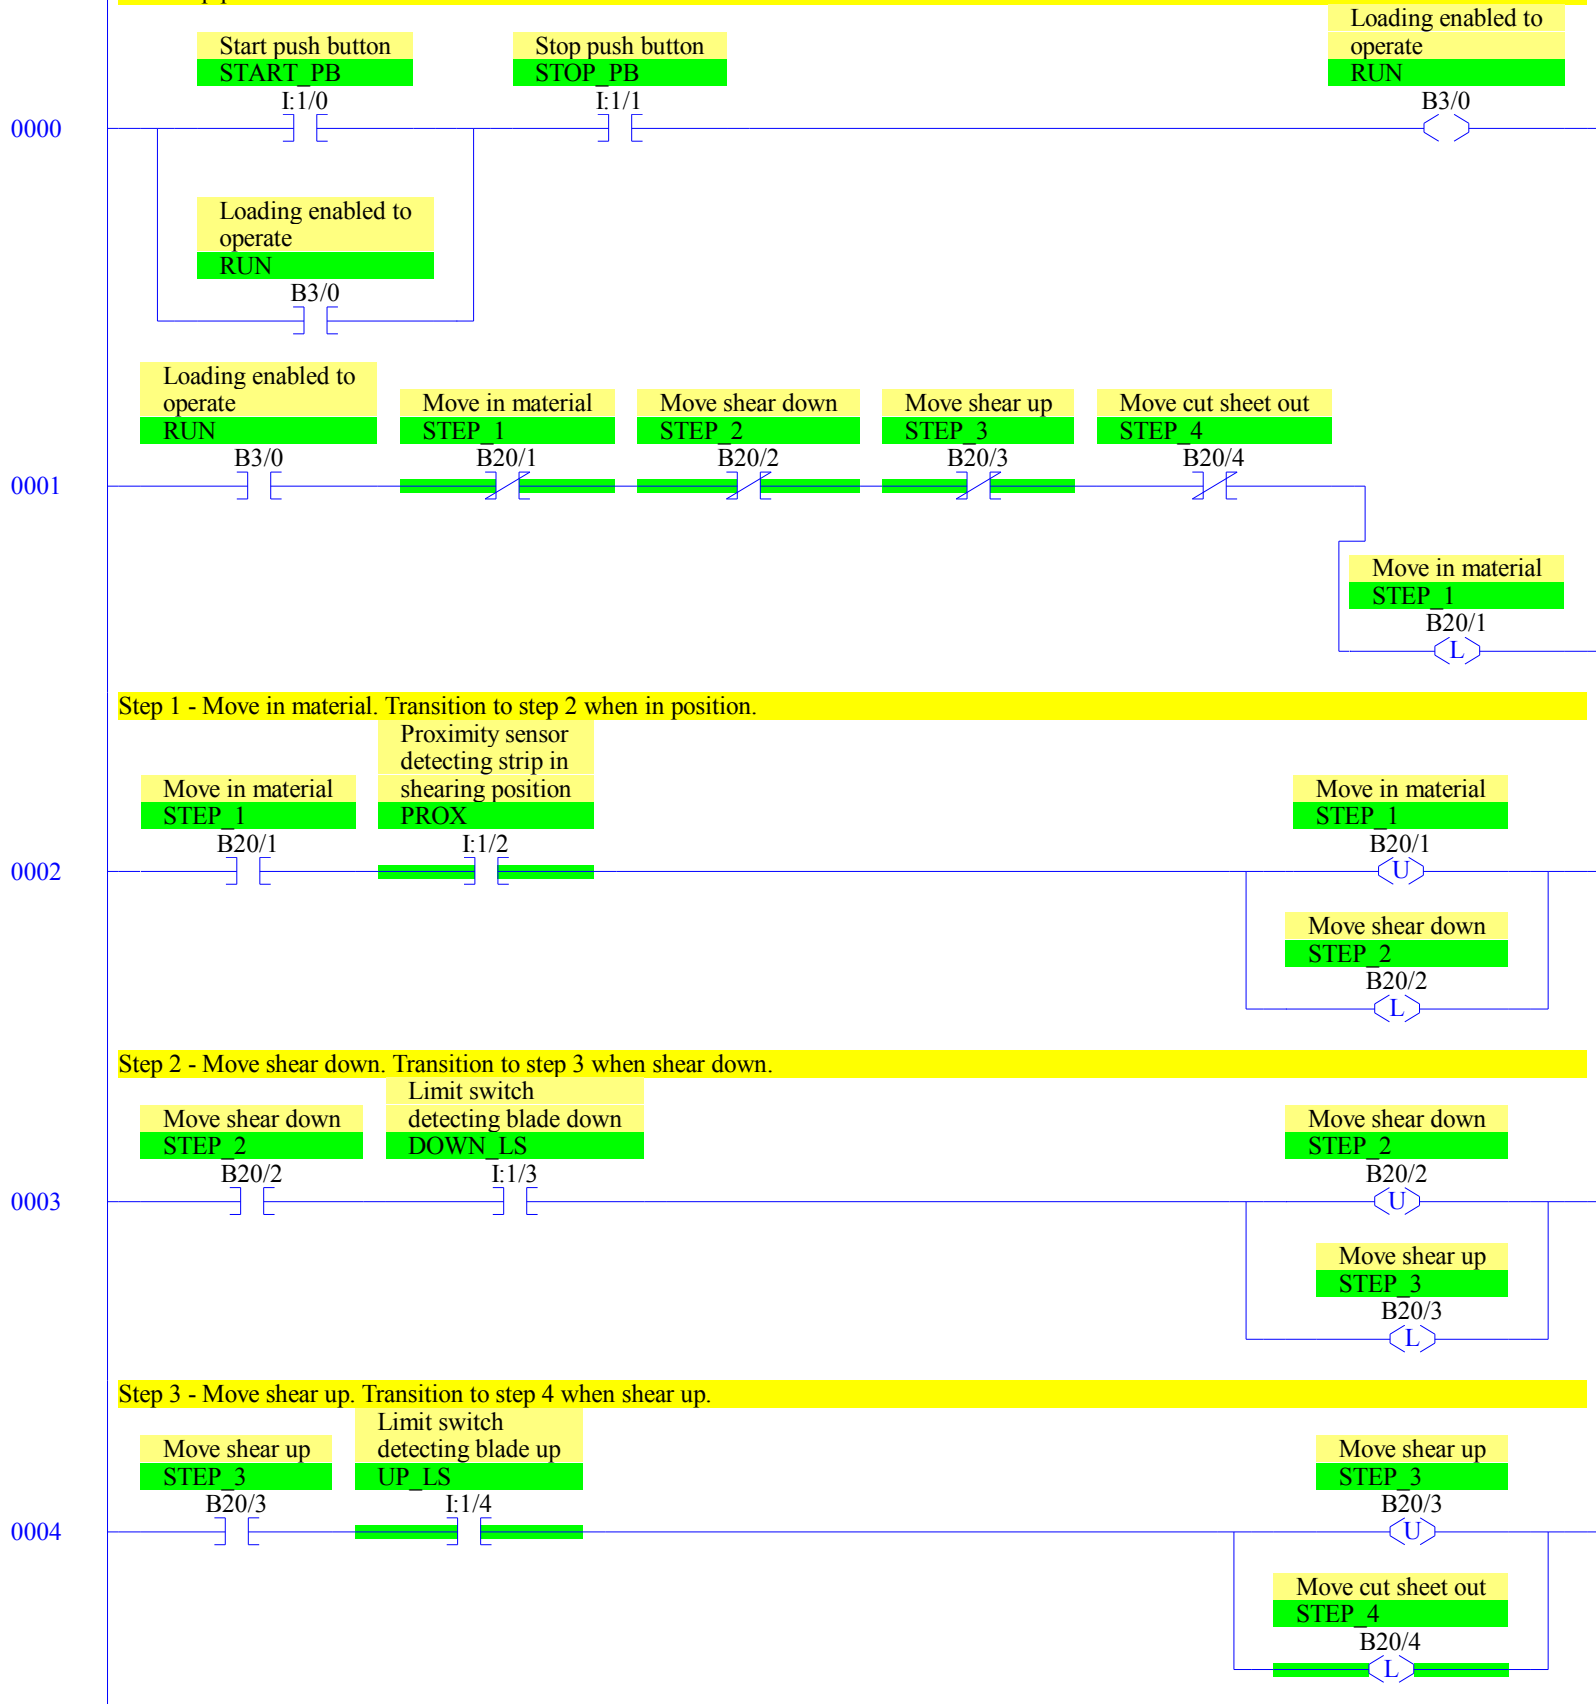 Loading enabled to
operate
RUN
B3/0
Start push button
START_PB
I:1/0
Stop push button
STOP_PB
I:1/1
0000
Loading enabled to
operate
RUN
B3/0
Loading enabled to
operate
RUN
B3/0
Move in material
STEP_1
B20/1
Move shear down
STEP_2
B20/2
Move shear up
STEP_3
B20/3
Move cut sheet out
STEP_4
B20/4
0001
Move in material
STEP_1
B20/1
L
Step 1 - Move in material. Transition to step 2 when in position.
Move in material
STEP_1
B20/1
Proximity sensor
detecting strip in
shearing position
PROX
I:1/2
Move in material
STEP_1
B20/1
0002
U
Move shear down
STEP_2
B20/2
L
Step 2 - Move shear down. Transition to step 3 when shear down.
Move shear down
STEP_2
B20/2
Limit switch
detecting blade down
DOWN_LS
I:1/3
Move shear down
STEP_2
B20/2
0003
U
Move shear up
STEP_3
B20/3
L
Step 3 - Move shear up. Transition to step 4 when shear up.
Move shear up
STEP_3
B20/3
Limit switch
detecting blade up
UP_LS
I:1/4
Move shear up
STEP_3
B20/3
0004
U
Move cut sheet out
STEP_4
B20/4
L